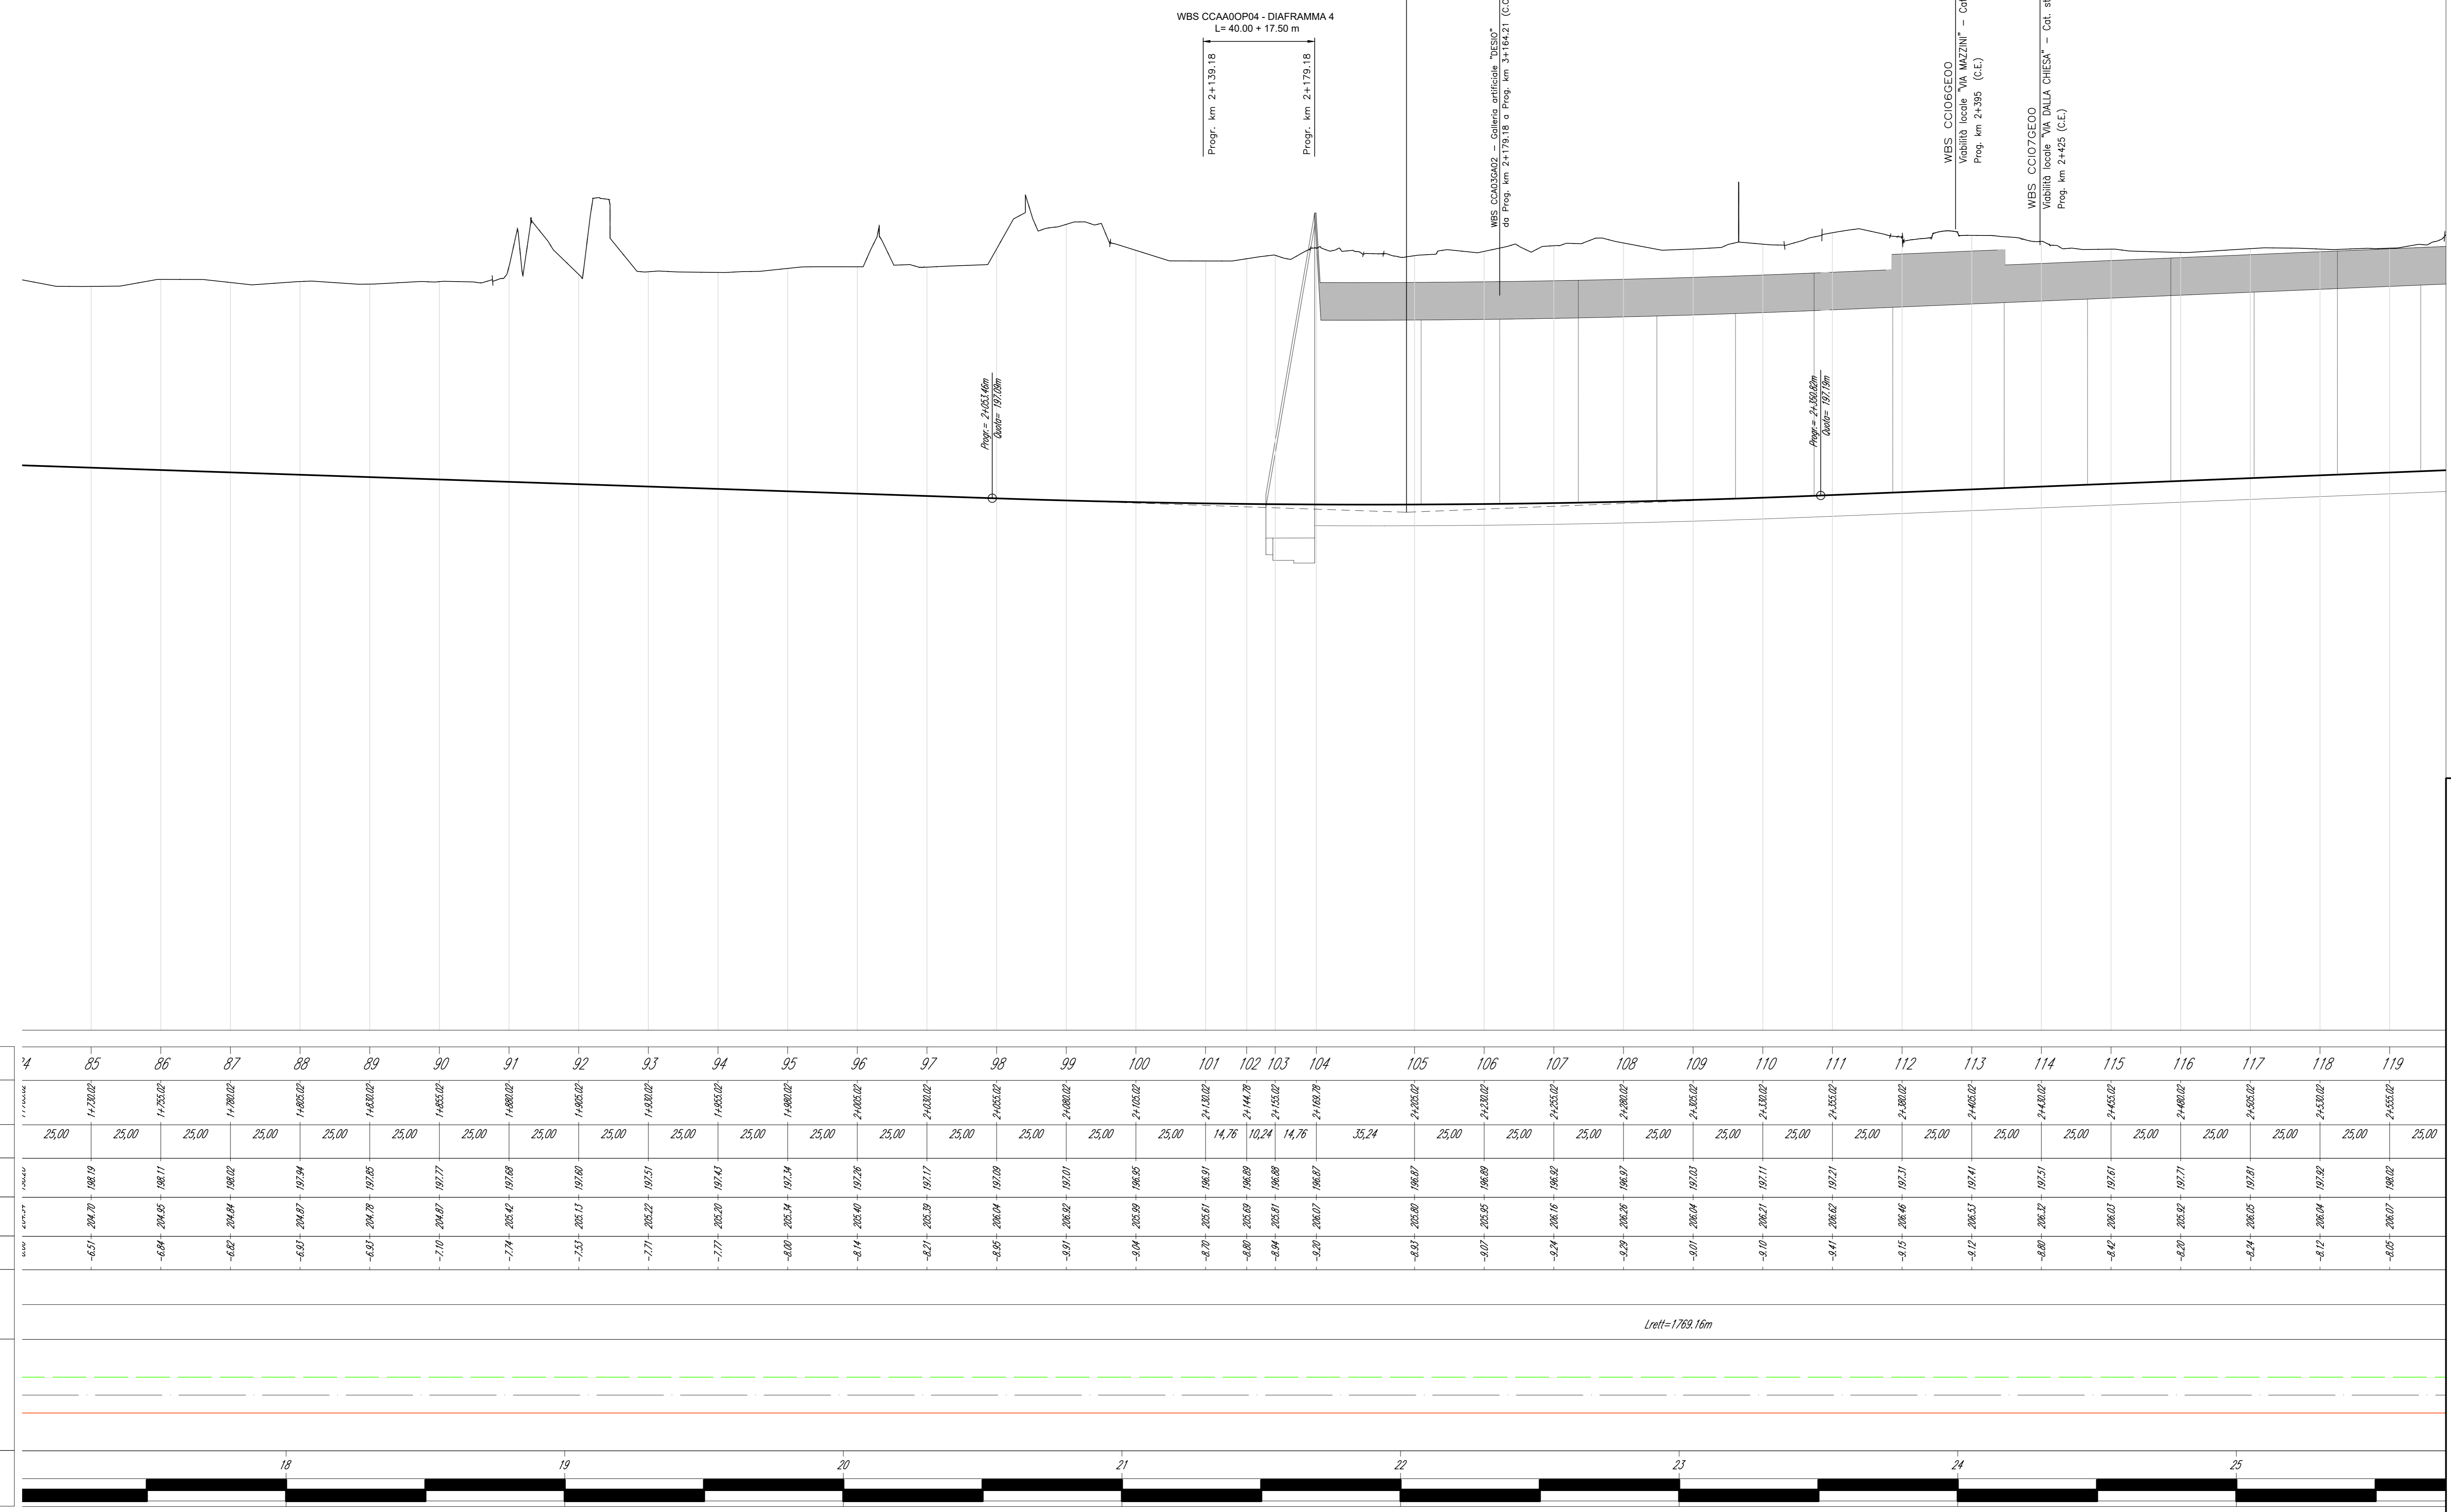 WBS CCAA0OP04 - DIAFRAMMA 4
L= 40.00 + 17.50 m
Progr. km 2+139.18
Progr. km 2+179.18
WBS CCA03GA02 - Galleria artificiale "DESIO"
da Prog. km 2+179.18 a Prog. km 3+164.21
WBS CCI06GE00
Viabilità locale "VIA MAZZINI" -
Prog. km 2+395 (C.E.)
WBS CCI07GE00
Viabilità locale "VIA DALLA CHIESA" - Cat.
Prog. km 2+425 (C.E.)
Progr.= 2+053.46m
Quota= 197.09m
Progr.= 2+350.82m
Quota= 197.19m
85 86 87 88 89 90 91 92 93 94 95 96 97 98 99 100 101 102 103 104 105 106 107 108 109 110 111 112 113 114 115 116 117 118 119
1+730.02 1+755.02 1+780.02 1+805.02 1+830.02 1+855.02 1+880.02 1+905.02 1+930.02 1+955.02 1+980.02 2+005.02 2+030.02 2+055.02 2+080.02 2+105.02 2+130.02 2+144.78 2+155.02 2+169.78 2+205.02 2+230.02 2+255.02 2+280.02 2+305.02 2+330.02 2+355.02 2+380.02 2+405.02 2+430.02 2+455.02 2+480.02 2+505.02 2+530.02 2+555.02
25,00 25,00 25,00 25,00 25,00 25,00 25,00 25,00 25,00 25,00 25,00 25,00 25,00 25,00 25,00 25,00 25,00 14,76 10,24 14,76 35,24 25,00 25,00 25,00 25,00 25,00 25,00 25,00 25,00 25,00 25,00 25,00 25,00 25,00 25,00 25,00
198.19 198.11 198.02 197.94 197.85 197.77 197.68 197.60 197.51 197.43 197.34 197.26 197.17 197.09 197.01 196.95 196.91 196.89 196.88 196.87 196.87 196.89 196.92 196.97 197.03 197.11 197.21 197.31 197.41 197.51 197.61 197.71 197.81 197.92 198.02
204.70 204.95 204.84 204.87 204.78 204.87 205.42 205.13 205.22 205.20 205.34 205.40 205.39 206.04 206.92 205.99 205.61 205.69 205.81 206.07 205.80 205.95 206.16 206.26 206.04 206.21 206.62 206.46 206.53 206.32 206.03 205.92 206.05 206.04 206.07
-6.51 -6.84 -6.82 -6.93 -6.93 -7.10 -7.74 -7.53 -7.71 -7.77 -8.00 -8.14 -8.21 -8.95 -9.91 -9.04 -8.70 -8.80 -8.94 -9.20 -8.93 -9.07 -9.24 -9.29 -9.01 -9.10 -9.41 -9.15 -9.12 -8.80 -8.42 -8.20 -8.24 -8.12 -8.05
Lrett=1769.16m
18 19 20 21 22 23 24 25